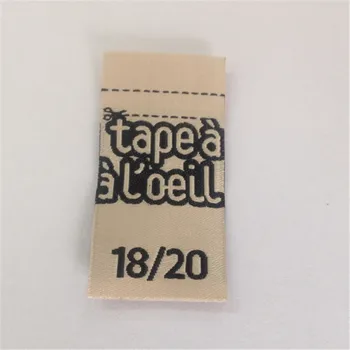 tape à
à l'oeil
18/20